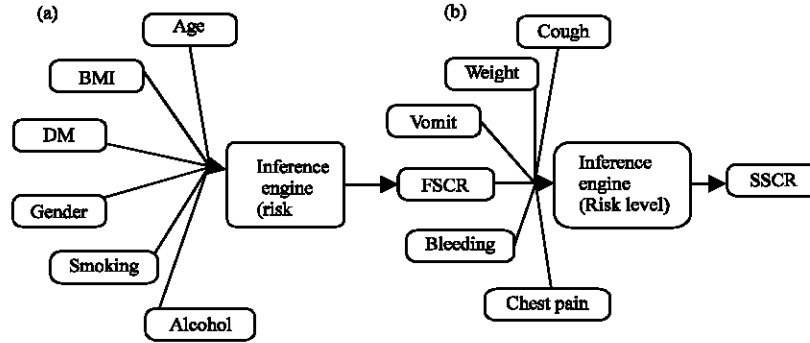 (a)
Age
BMI
DM
Gender
Smoking
Alcohol
Inference
engine
(risk
(b)
Cough
Weight
Vomit
FSCR
Bleeding
Chest pain
Inference
engine
(Risk level)
SSCR